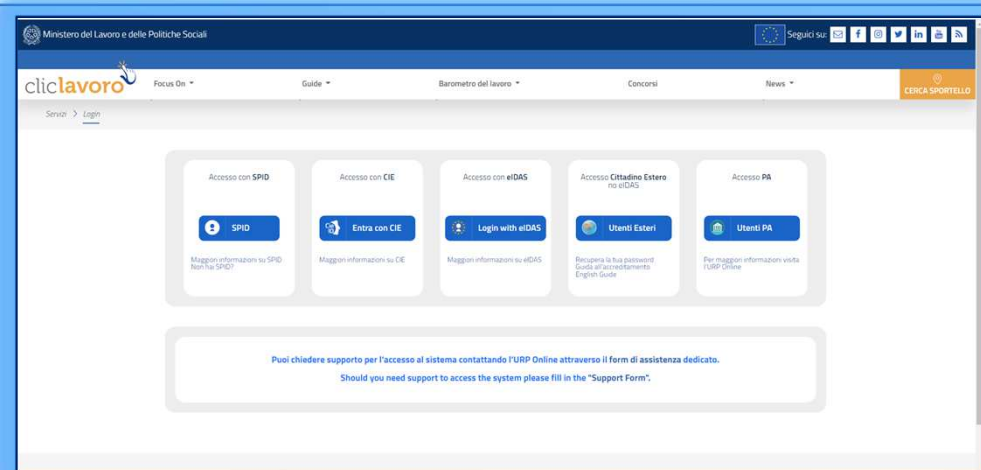 Ministero del Lavoro e delle Politiche Sociali
Seguici su:
cliclavoro
Focus On
Guide
Barometro del lavoro
Concorsi
News
CERCA SPORTELLO
Servizi > Login
Accesso con SPID
SPID
Maggiori informazioni su SPID
Non hai SPID?
Accesso con CIE
Entra con CIE
Maggiori informazioni su CIE
Accesso con eIDAS
Login with eIDAS
Maggiori informazioni su eIDAS
Accesso Cittadino Estero
no eIDAS
Utenti Esteri
Recupera la tua password
Guida all'accreditamento
English Guide
Accesso PA
Utenti PA
Per maggiori informazioni visita
l'URP Online
Puoi chiedere supporto per l'accesso al sistema contattando l'URP Online attraverso il form di assistenza dedicato.
Should you need support to access the system please fill in the "Support Form".